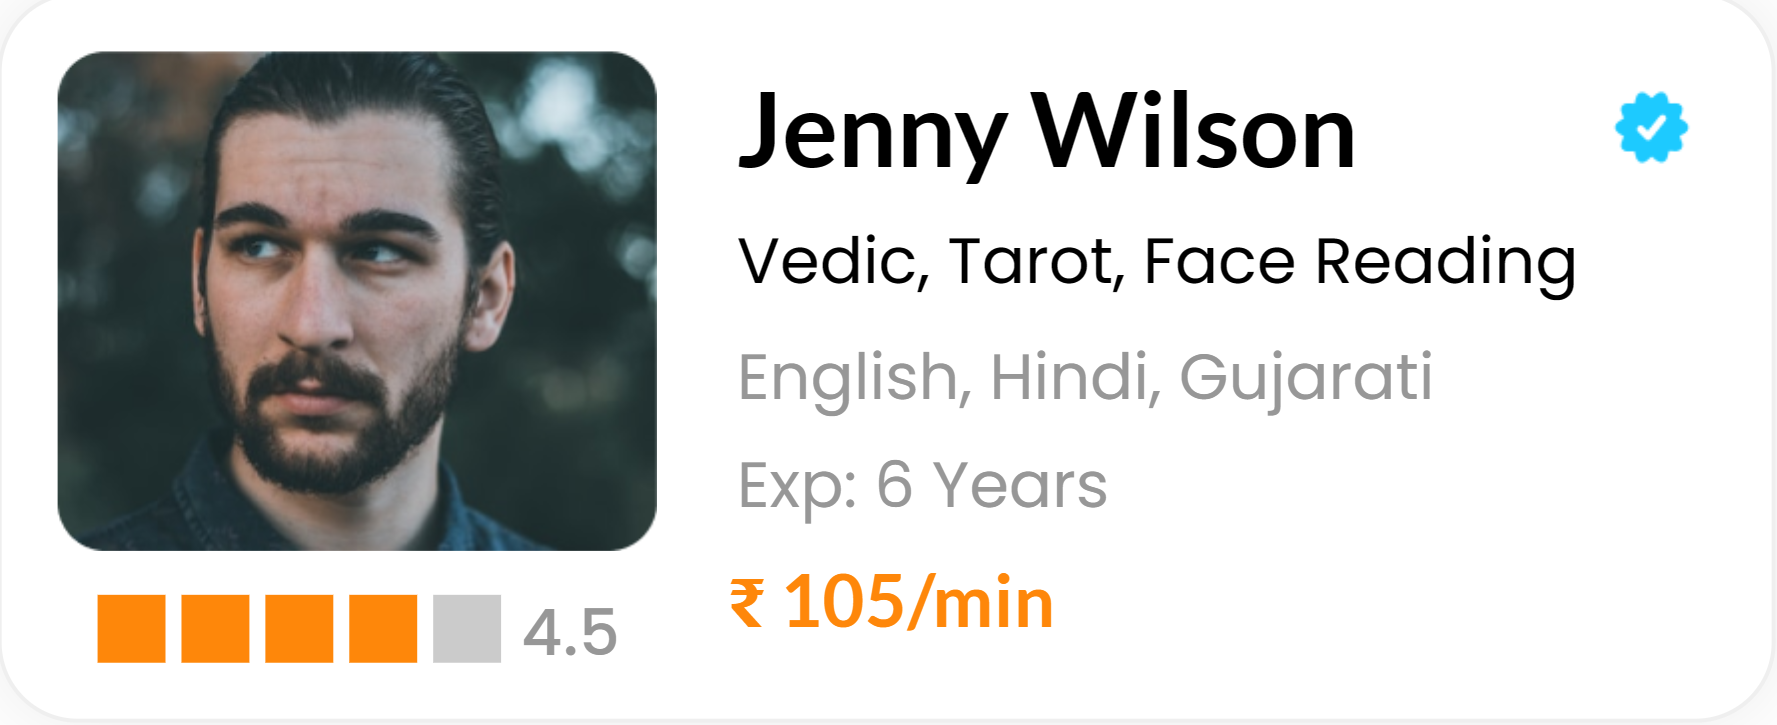 Jenny Wilson
Vedic, Tarot, Face Reading
English, Hindi, Gujarati
Exp: 6 Years
₹ 105/min
4.5